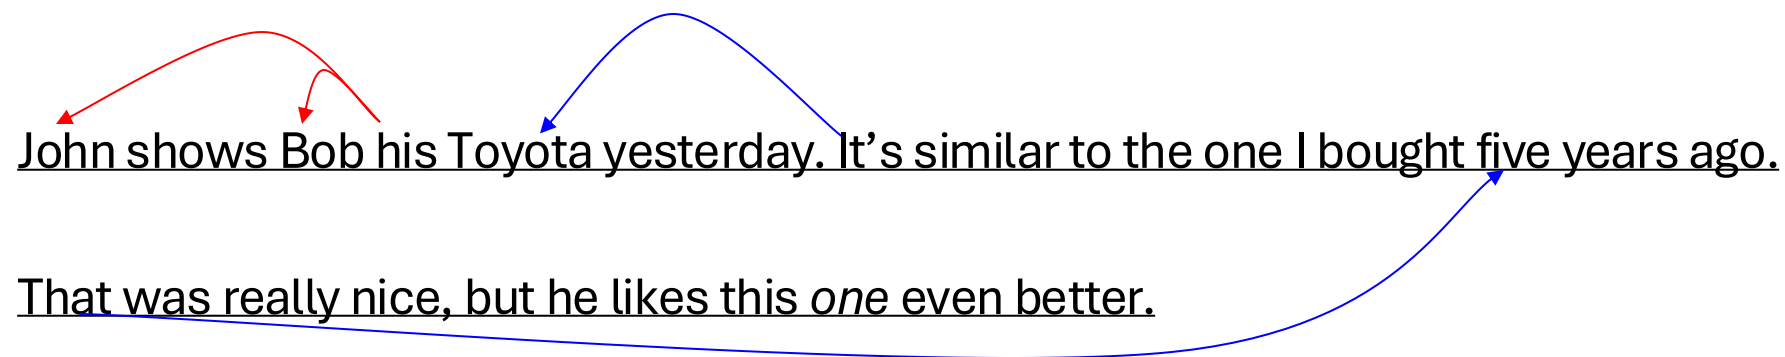 John shows Bob his Toyota yesterday. It’s similar to the one I bought five years ago.
That was really nice, but he likes this one even better.